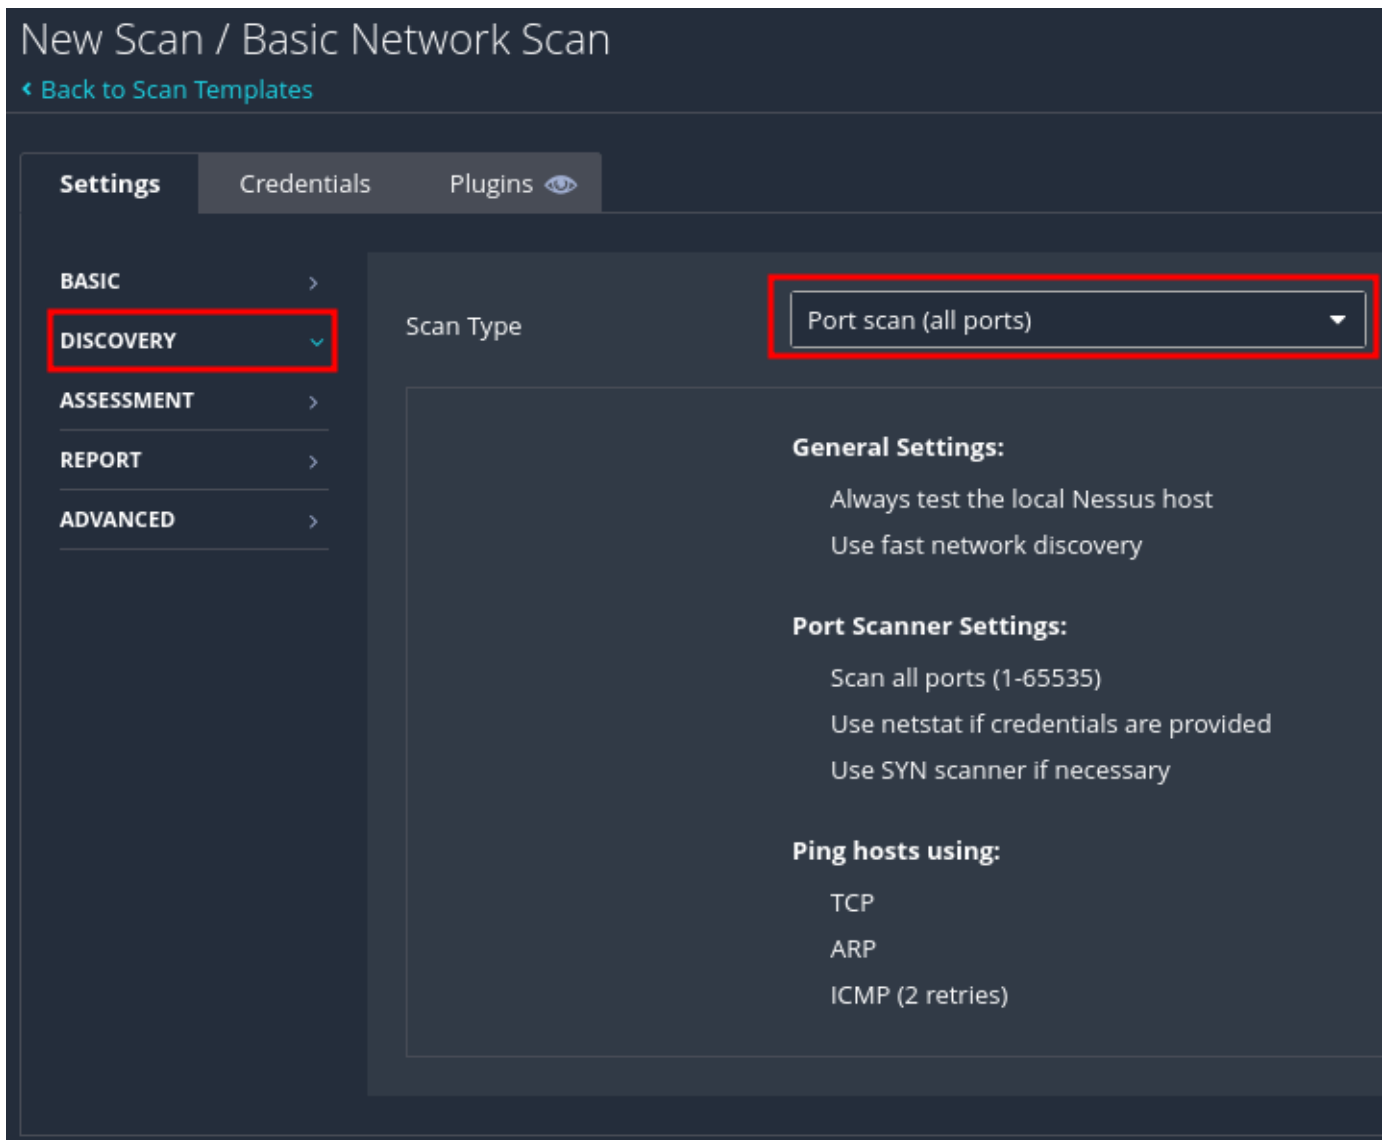 New Scan / Basic Network Scan
Back to Scan Templates
Settings Credentials Plugins
BASIC
DISCOVERY
ASSESSMENT
REPORT
ADVANCED
Scan Type Port scan (all ports)
General Settings:
Always test the local Nessus host
Use fast network discovery
Port Scanner Settings:
Scan all ports (1-65535)
Use netstat if credentials are provided
Use SYN scanner if necessary
Ping hosts using:
TCP
ARP
ICMP (2 retries)